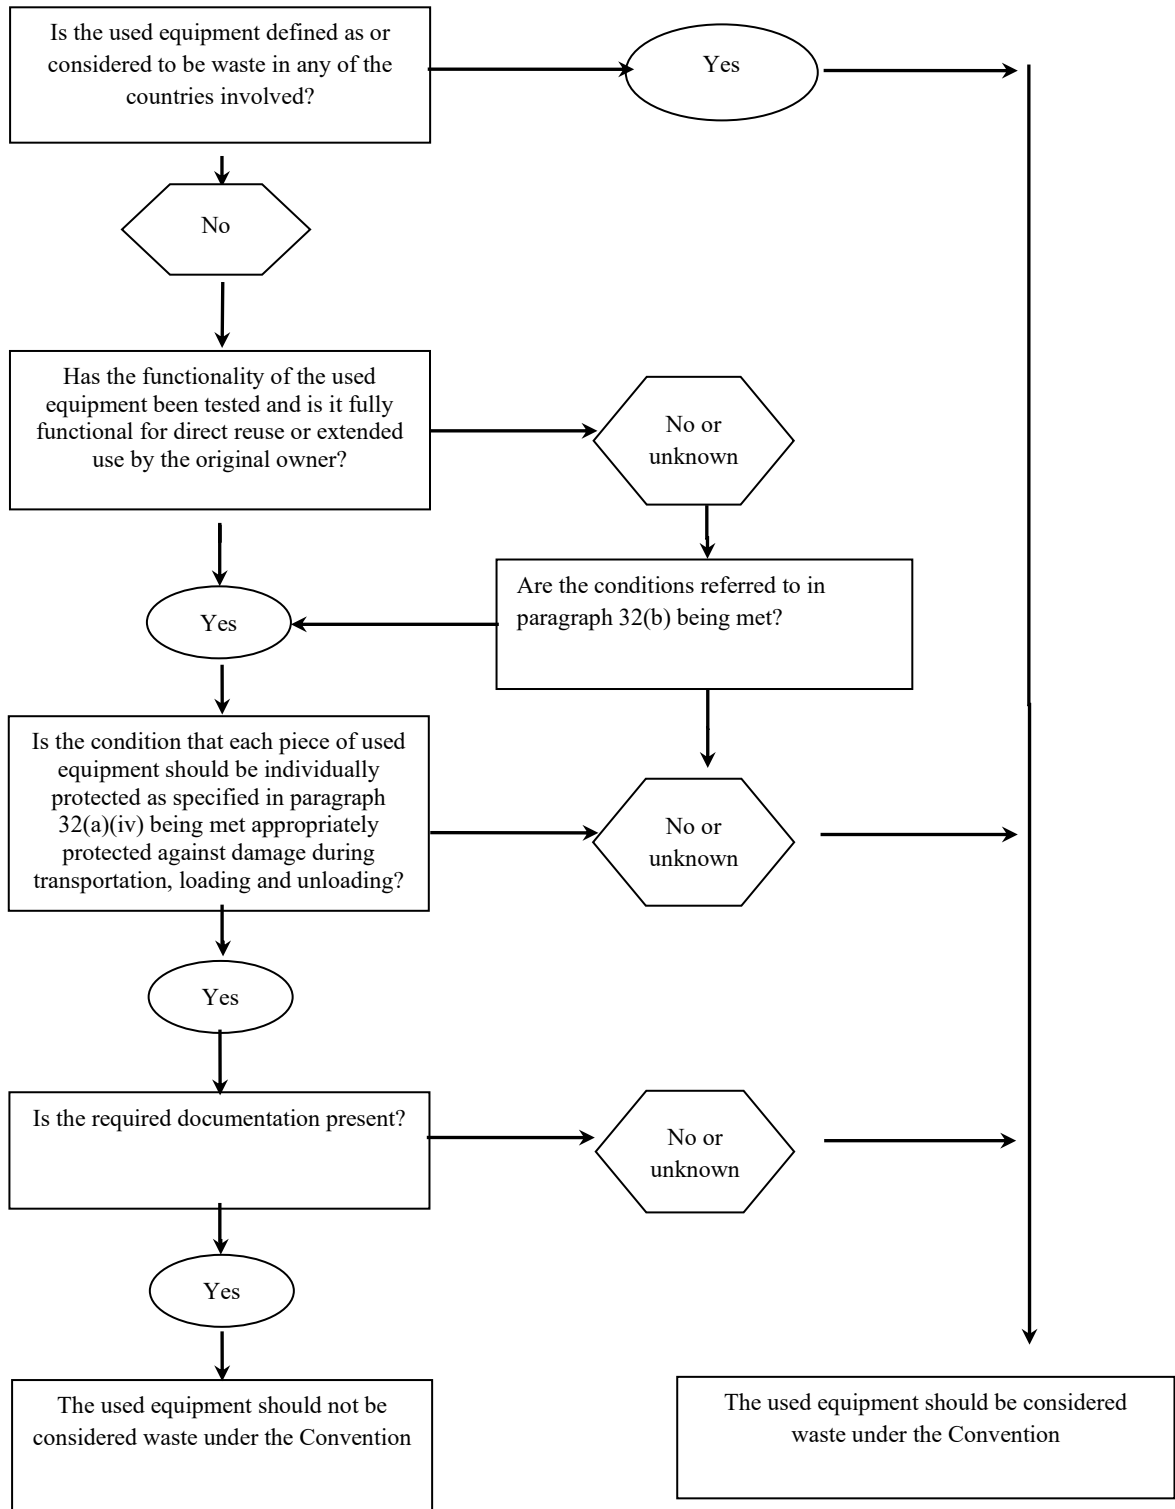 Is the used equipment defined as or
considered to be waste in any of the
countries involved?
Yes
No
Has the functionality of the used
equipment been tested and is it fully
functional for direct reuse or extended
use by the original owner?
No or
unknown
Are the conditions referred to in
paragraph 32(b) being met?
Yes
Is the condition that each piece of used
equipment should be individually
protected as specified in paragraph
32(a)(iv) being met appropriately
protected against damage during
transportation, loading and unloading?
No or
unknown
Yes
Is the required documentation present?
No or
unknown
Yes
The used equipment should not be
considered waste under the Convention
The used equipment should be considered
waste under the Convention